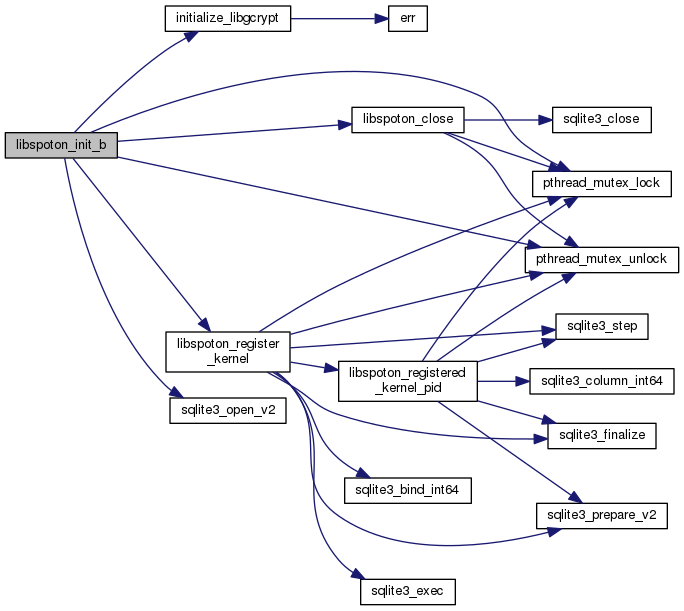 initialize_libgcrypt
err
libspoton_close
sqlite3_close
libspoton_init_b
pthread_mutex_lock
pthread_mutex_unlock
sqlite3_step
libspoton_register
_kernel
libspoton_registered
_kernel_pid
sqlite3_column_int64
sqlite3_open_v2
sqlite3_finalize
sqlite3_bind_int64
sqlite3_prepare_v2
sqlite3_exec